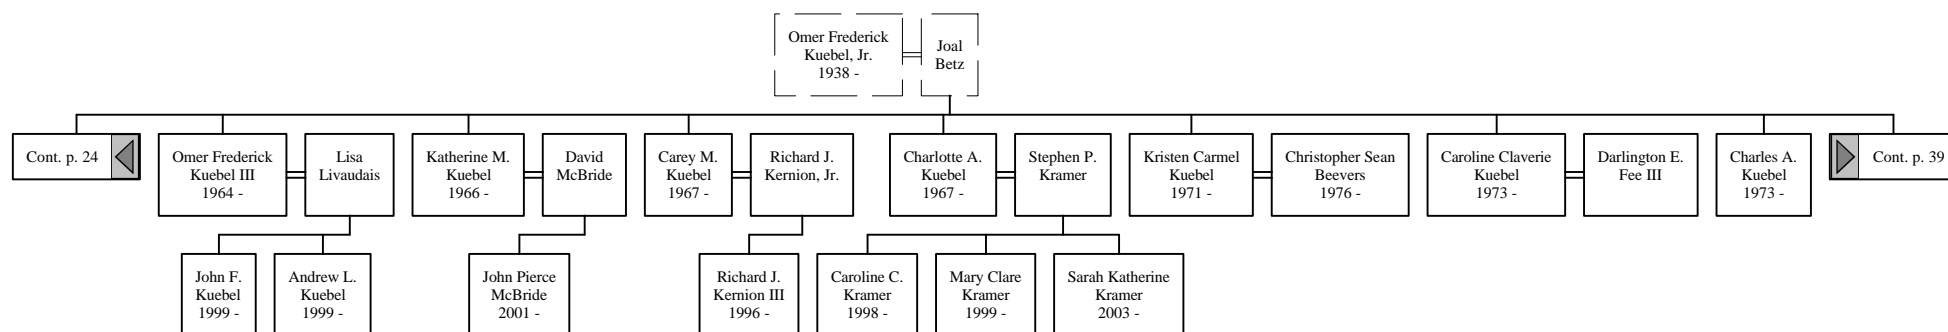 Omer Frederick
Kuebel, Jr.
1938 -
Joal
Betz
Cont. p. 24
Omer Frederick
Kuebel III
1964 -
Lisa
Livaudais
Katherine M.
Kuebel
1966 -
David
McBride
Carey M.
Kuebel
1967 -
Richard J.
Kernion, Jr.
Charlotte A.
Kuebel
1967 -
Stephen P.
Kramer
Kristen Carmel
Kuebel
1971 -
Christopher Sean
Beevers
1976 -
Caroline Claverie
Kuebel
1973 -
Darlington E.
Fee III
Charles A.
Kuebel
1973 -
Cont. p. 39
John F.
Kuebel
1999 -
Andrew L.
Kuebel
1999 -
John Pierce
McBride
2001 -
Richard J.
Kernion III
1996 -
Caroline C.
Kramer
1998 -
Mary Clare
Kramer
1999 -
Sarah Katherine
Kramer
2003 -